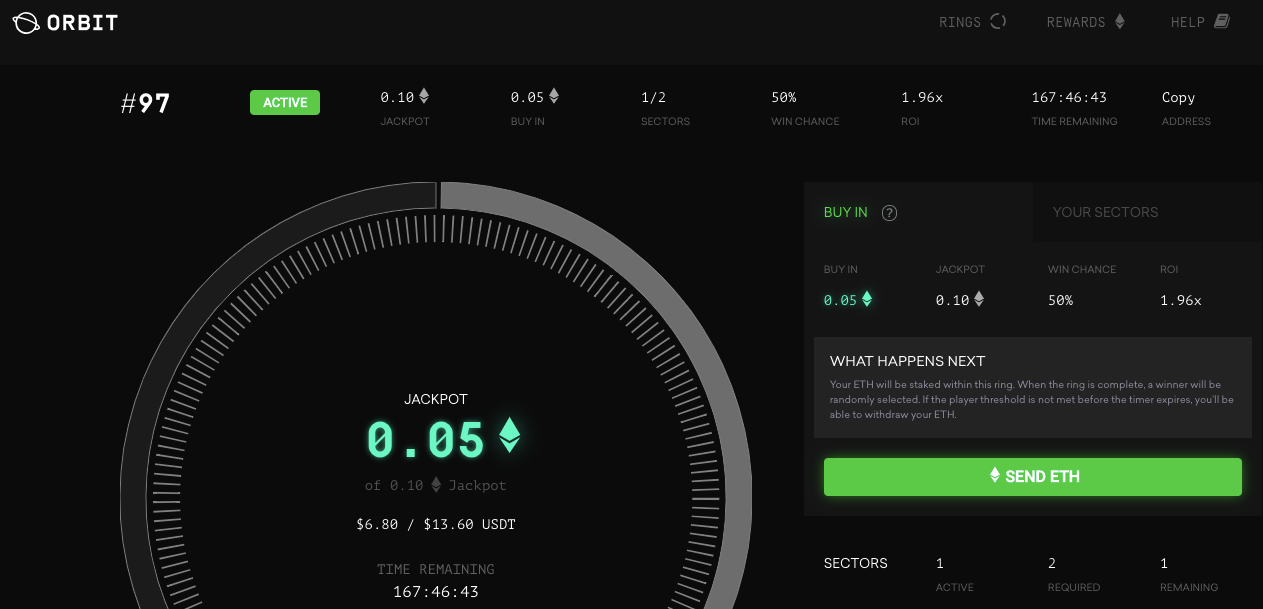 ORBIT
RINGS REWARDS HELP
#97 ACTIVE 0.10 0.05 1/2 50% 1.96x 167:46:43 Copy
JACKPOT BUY IN SECTORS WIN CHANCE ROI TIME REMAINING ADDRESS
BUY IN ? YOUR SECTORS
BUY IN JACKPOT WIN CHANCE ROI
0.05 0.10 50% 1.96x
WHAT HAPPENS NEXT
Your ETH will be staked within this ring. When the ring is complete, a winner will be
randomly selected. If the player threshold is not met before the timer expires, you'll be
able to withdraw your ETH.
SEND ETH
JACKPOT
0.05
of 0.10 Jackpot
$6.80 / $13.60 USDT
TIME REMAINING
167:46:43
SECTORS 1 2 1
ACTIVE REQUIRED REMAINING